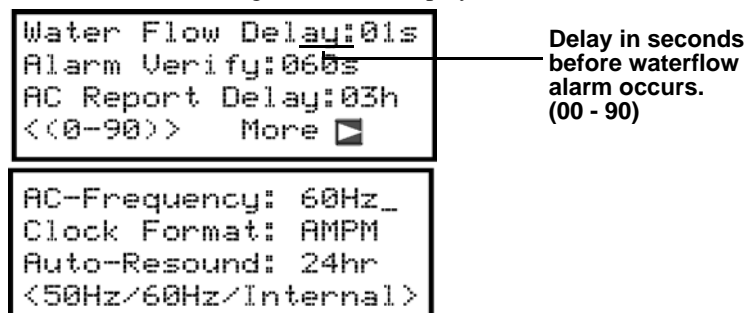 Water Flow Delay:01s
Alarm Verify:060s
AC Report Delay:03h
<(0-90)>   More ►
Delay in seconds
before waterflow
alarm occurs.
(00 - 90)
AC-Frequency: 60Hz_
Clock Format: AMPM
Auto-Resound: 24hr
<50Hz/60Hz/Internal>